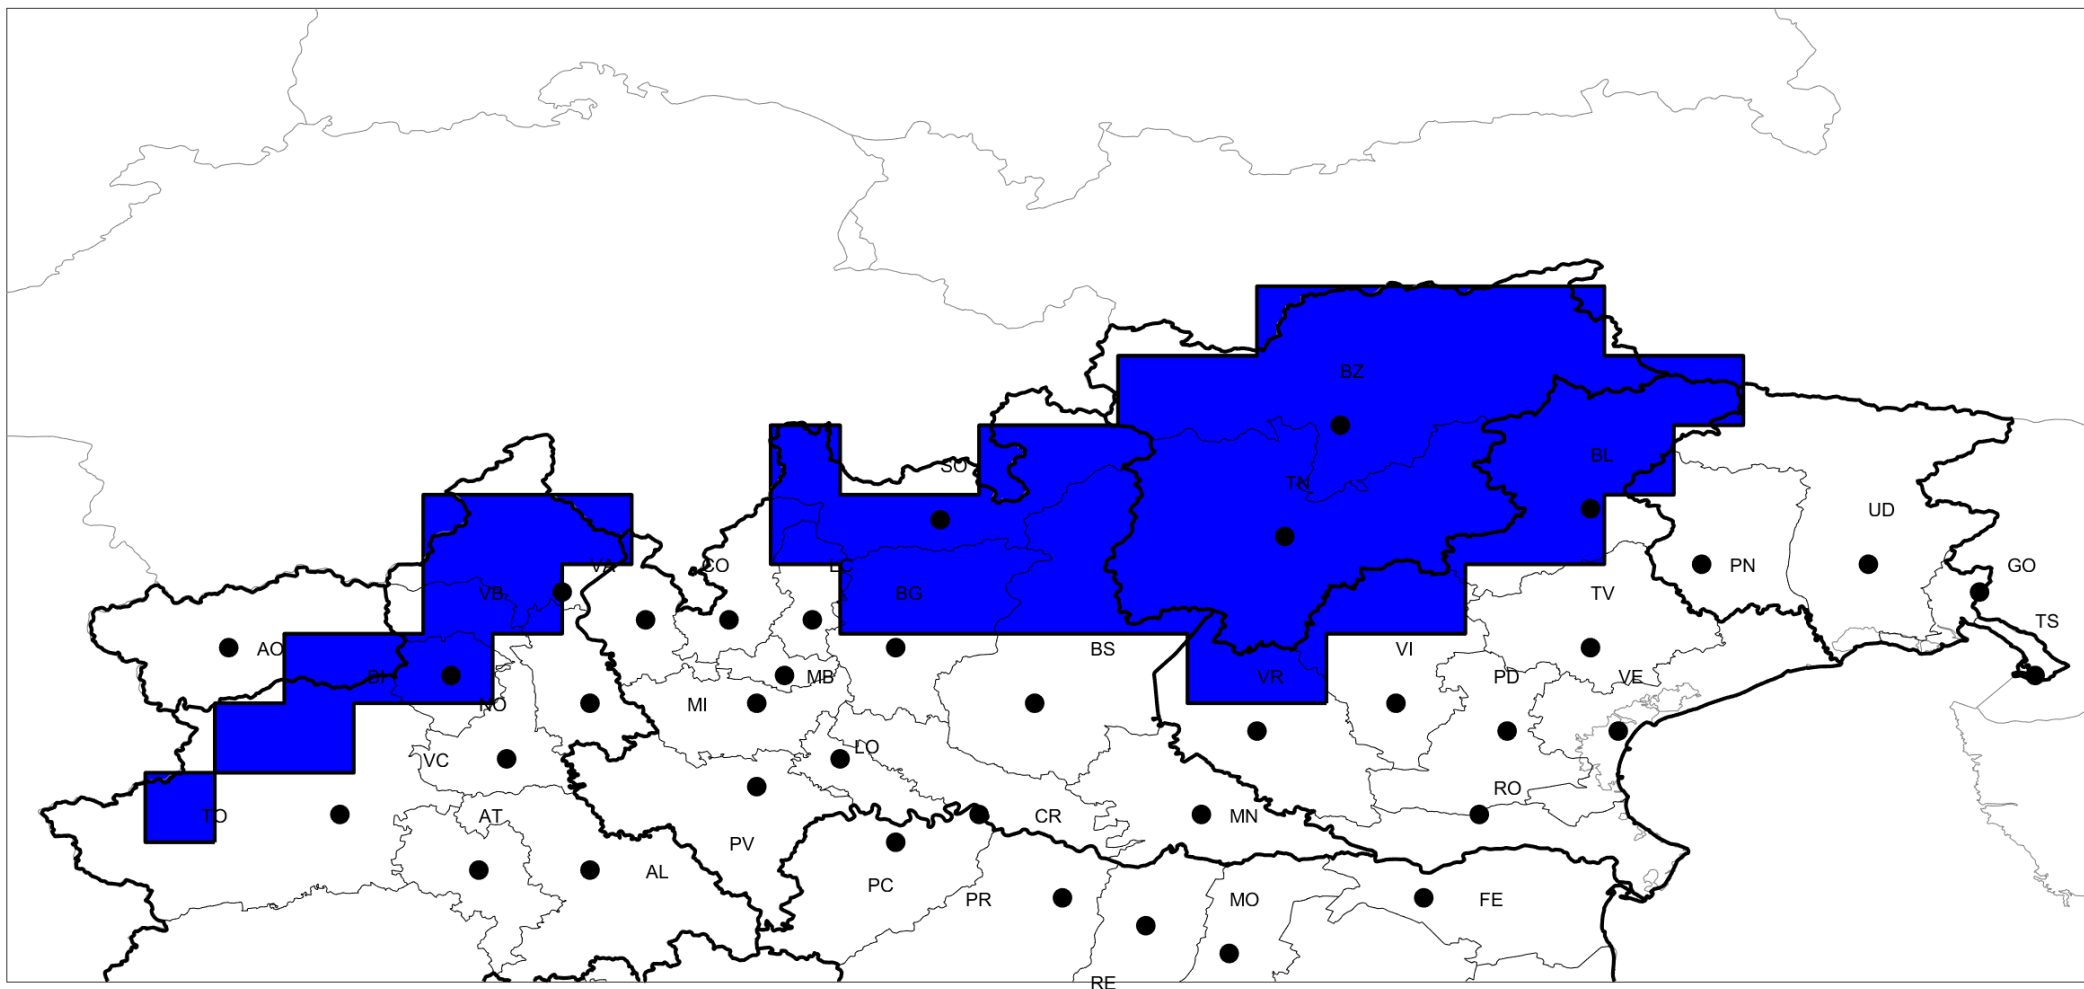 BZ
BL
SO
TN
UD
VA
CO
LC
PN
GO
VB
BG
TV
TS
AO
BS
VI
BI
MB
VR
PD
VE
NO
MI
VC
LO
RO
TO
AT
CR
MN
PV
AL
PC
PR
MO
FE
RE